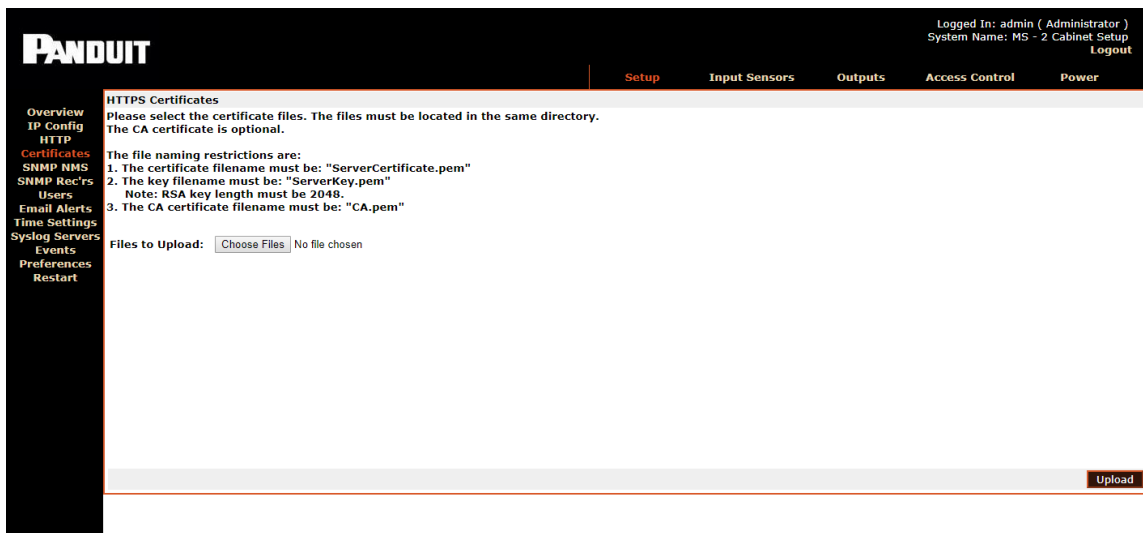 Logged In: admin ( Administrator )
System Name: MS - 2 Cabinet Setup
Logout
PANDUIT
Setup Input Sensors Outputs Access Control Power
Overview
IP Config
HTTP
Certificates
SNMP NMS
SNMP Rec'rs
Users
Email Alerts
Time Settings
Syslog Servers
Events
Preferences
Restart
HTTPS Certificates
Please select the certificate files. The files must be located in the same directory.
The CA certificate is optional.
The file naming restrictions are:
1. The certificate filename must be: "ServerCertificate.pem"
2. The key filename must be: "ServerKey.pem"
Note: RSA key length must be 2048.
3. The CA certificate filename must be: "CA.pem"
Files to Upload: Choose Files No file chosen
Upload